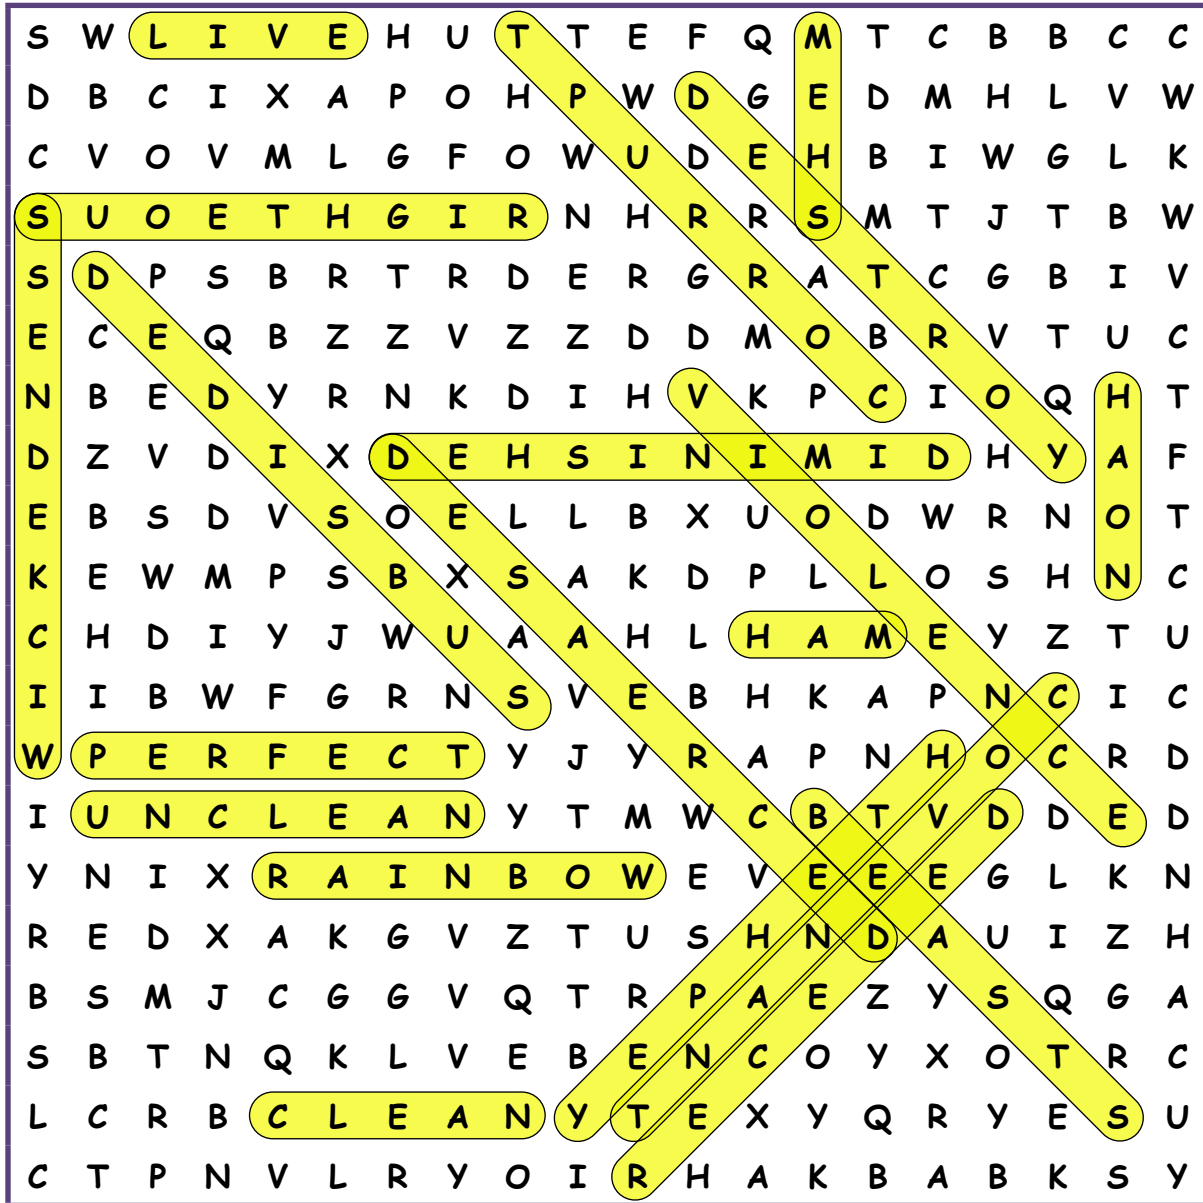 S W L I V E H U T T E F Q M T C B B C C
D B C I X A P O H P W D G E D M H L V W
C V O V M L G F O W U D E H B I W G L K
S U O E T H G I R N H R R S M T J T B W
S D P S B R T R D E R G R A T C G B I V
E C E Q B Z Z V Z Z D D M O B R V T U C
N B E D Y R N K D I H V K P C I O Q H T
D Z V D I X D E H S I N I M I D H Y A F
E B S D V S O E L L B X U O D W R N O T
K E W M P S B X S A K D P L L O S H N C
C H D I Y J W U A A H L H A M E Y Z T U
I I B W F G R N S V E B H K A P N C I C
W P E R F E C T Y J Y R A P N H O C R D
I U N C L E A N Y T M W C B T V D D E D
Y N I X R A I N B O W E V E E E G L K N
R E D X A K G V Z T U S H N D A U I Z H
B S M J C G G V Q T R P A E Z Y S Q G A
S B T N Q K L V E B E N C O Y X O T R C
L C R B C L E A N Y T E X Y Q R Y E S U
C T P N V L R Y O I R H A K B A B K S Y